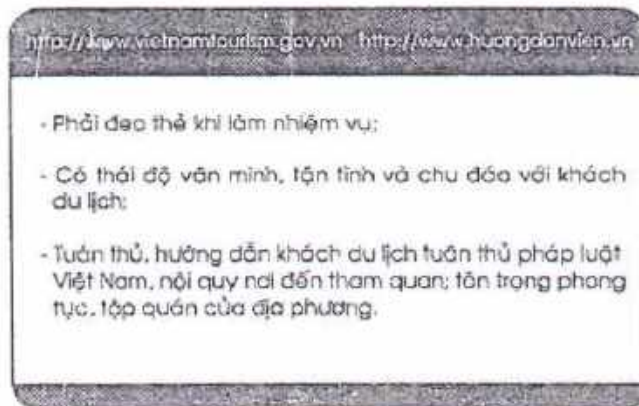 http://www.vietnamtourism.gov.vn http://www.huongdanvien.vn
- Phải đeo thẻ khi làm nhiệm vụ;
- Có thái độ văn minh, tận tình và chu đáo với khách
du lịch;
- Tuân thủ, hướng dẫn khách du lịch tuân thủ pháp luật
Việt Nam, nội quy nơi đến tham quan; tôn trọng phong
tục, tập quán của địa phương.